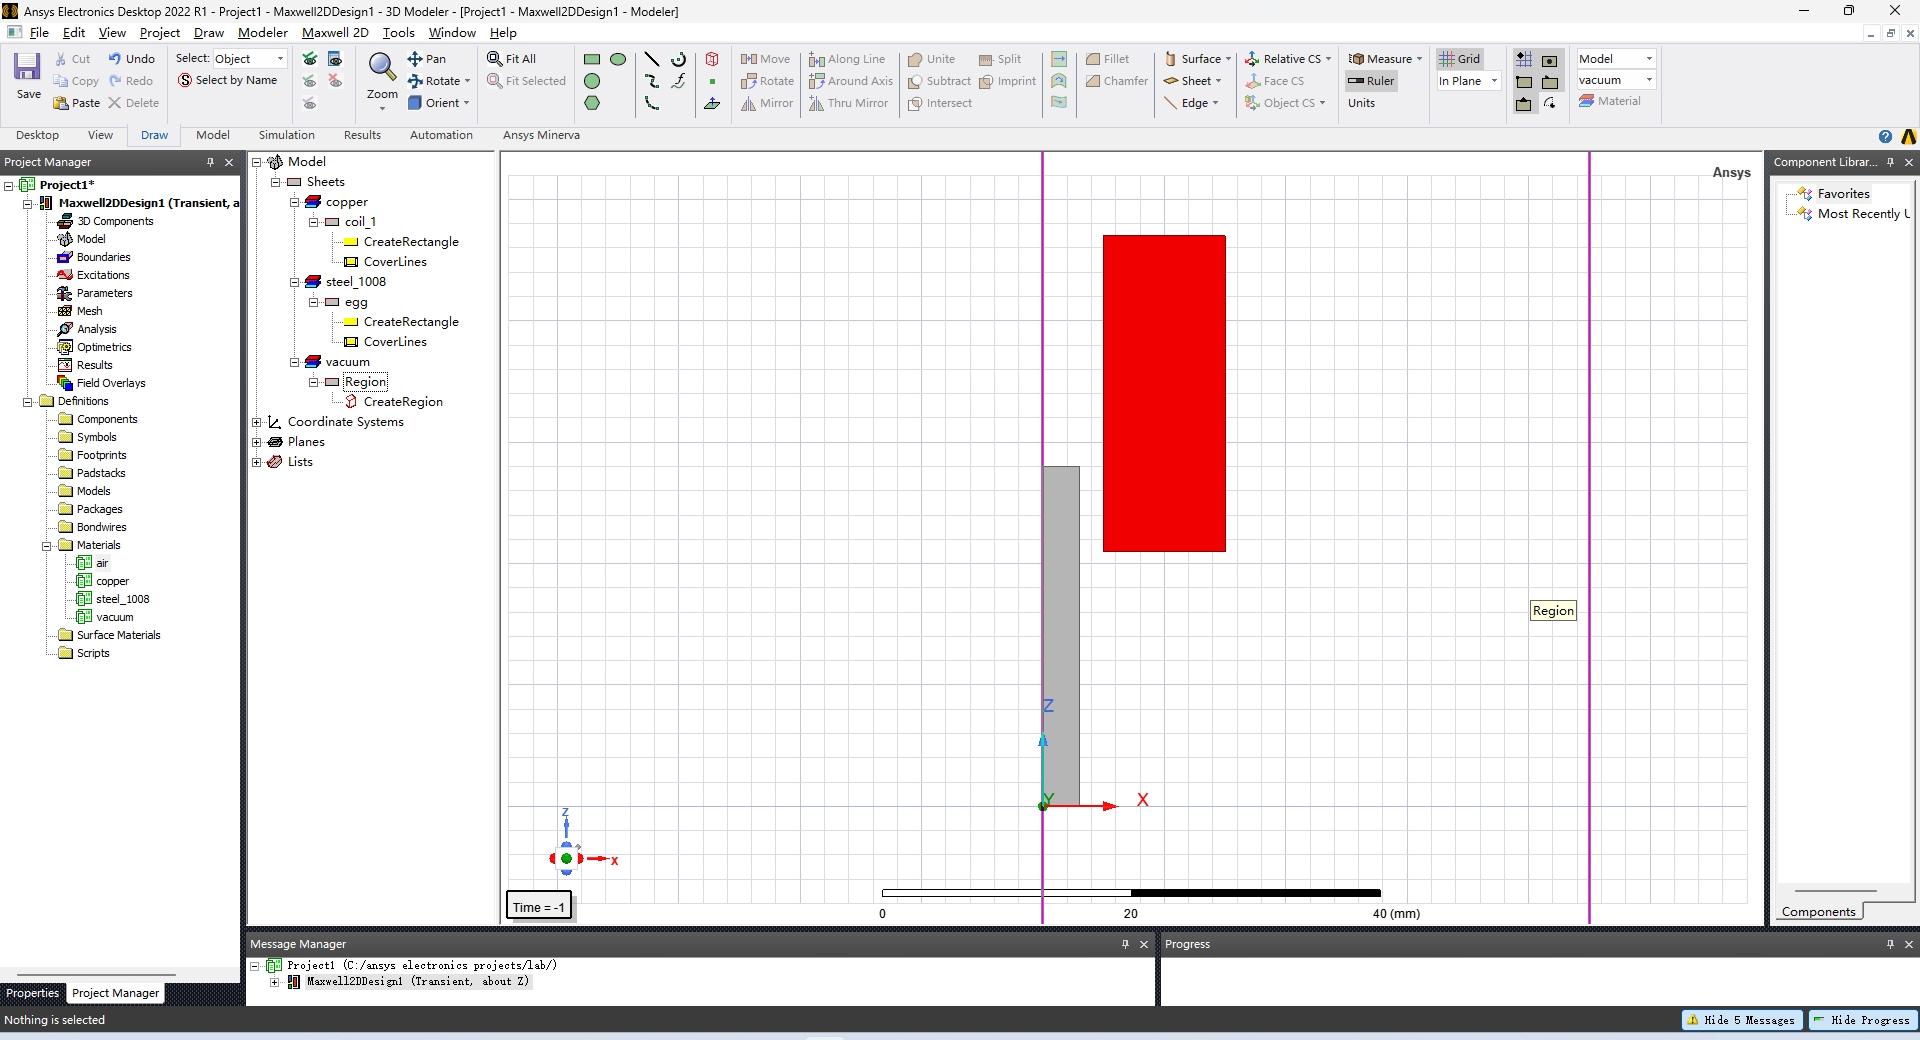 Ansys Electronics Desktop 2022 R1 - Project1 - Maxwell2DDesign1 - 3D Modeler - [Project1 - Maxwell2DDesign1 - Modeler]
File Edit View Project Draw Modeler Maxwell 2D Tools Window Help
Save
Cut Undo
Copy Redo
Paste Delete
Select: Object
Select by Name
Zoom
Pan
Rotate
Orient
Fit All
Fit Selected
Move Along Line
Rotate Around Axis
Mirror Thru Mirror
Unite Split
Subtract Imprint
Intersect
Fillet
Chamfer
Surface
Sheet
Edge
Relative CS
Face CS
Object CS
Measure
Ruler
Units
Grid
In Plane
Model
vacuum
Material
Desktop View Draw Model Simulation Results Automation Ansys Minerva
Project Manager
Project1*
Maxwell2DDesign1 (Transient, a
3D Components
Model
Boundaries
Excitations
Parameters
Mesh
Analysis
Optimetrics
Results
Field Overlays
Definitions
Components
Symbols
Footprints
Padstacks
Models
Packages
Bondwires
Materials
air
copper
steel_1008
vacuum
Surface Materials
Scripts
Properties Project Manager
Model
Sheets
copper
coil_1
CreateRectangle
CoverLines
steel_1008
egg
CreateRectangle
CoverLines
vacuum
Region
CreateRegion
Coordinate Systems
Planes
Lists
Ansys
Region
Z
Y
X
Z
X
Time = -1
0 20 40 (mm)
Component Librar...
Favorites
Most Recently U
Components
Message Manager
Project1 (C:/ansys electronics projects/lab/)
Maxwell2DDesign1 (Transient, about Z)
Progress
Nothing is selected
Hide 5 Messages Hide Progress